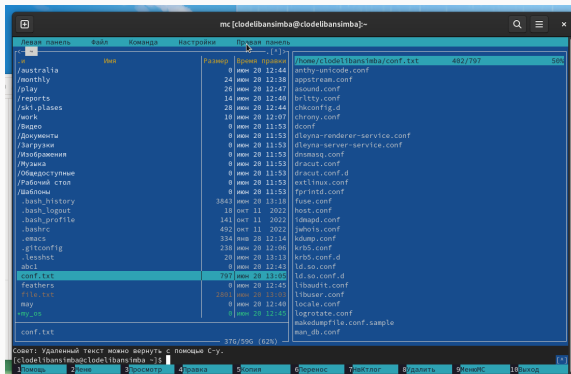 mc [clodelibansimba@clodelibansimba]:~
Левая панель Файл Команда Настройки Правая панель
~ .[^]>
.и Имя Размер Время правки /home/clodelibansimba/conf.txt 402/797 50%
/australia 0 июн 20 12:44 anthy-unicode.conf
/monthly 24 июн 20 12:38 appstream.conf
/play 26 июн 20 12:47 asound.conf
/reports 14 июн 20 12:40 brltty.conf
/ski.plases 28 июн 20 12:44 chkconfig.d
/work 10 июн 20 12:07 chrony.conf
/Видео 0 июн 20 11:53 dconf
/Документы 0 июн 20 11:53 dleyna-renderer-service.conf
/Загрузки 0 июн 20 11:53 dleyna-server-service.conf
/Изображения 0 июн 20 11:53 dnsmasq.conf
/Музыка 0 июн 20 11:53 dracut.conf
/Общедоступные 0 июн 20 11:53 dracut.conf.d
/Рабочий стол 0 июн 20 11:53 extlinux.conf
/Шаблоны 0 июн 20 11:53 fprintd.conf
.bash_history 3843 июн 20 13:18 fuse.conf
.bash_logout 18 окт 11 2022 host.conf
.bash_profile 141 окт 11 2022 idmapd.conf
.bashrc 492 окт 11 2022 jwhois.conf
.emacs 334 янв 28 12:14 kdump.conf
.gitconfig 238 июн 20 12:06 krb5.conf
.lesshst 20 июн 20 13:13 krb5.conf.d
abc1 0 июн 20 12:43 ld.so.conf
conf.txt 797 июн 20 13:05 ld.so.conf.d
feathers 0 июн 20 12:45 libaudit.conf
file.txt 2801 июн 20 13:03 libuser.conf
may 0 июн 20 12:40 locale.conf
*my_os 0 июн 20 12:45 logrotate.conf
makedumpfile.conf.sample
conf.txt man_db.conf
37G/59G (62%)
Совет: Удаленный текст можно вернуть с помощью C-y.
[clodelibansimba@clodelibansimba ~]$ [^]
1Помощь 2Меню 3Просмотр 4Правка 5Копия 6Перенос 7НвКтлог 8Удалить 9МенюMC 10Выход